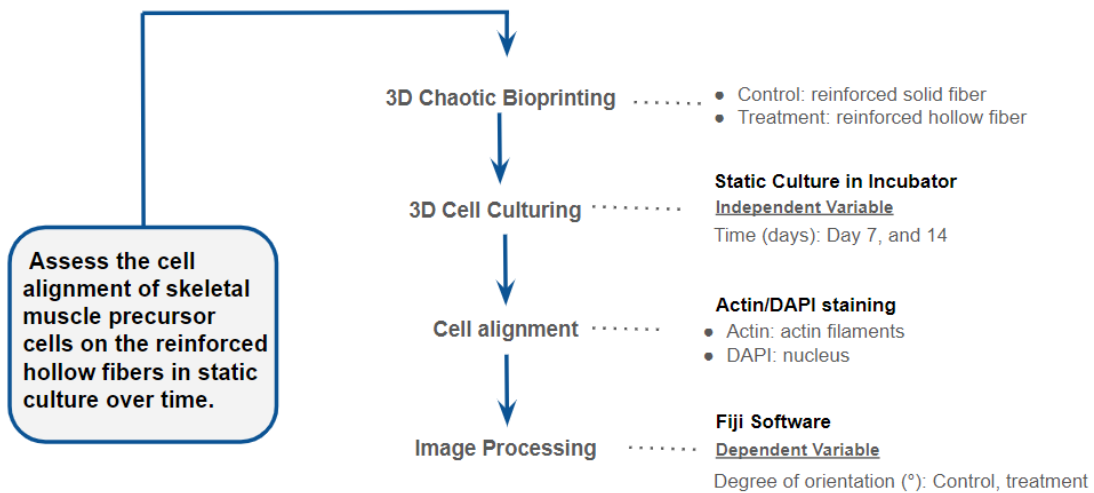 3D Chaotic Bioprinting
● Control: reinforced solid fiber
● Treatment: reinforced hollow fiber
3D Cell Culturing
Static Culture in Incubator
Independent Variable
Time (days): Day 7, and 14
Assess the cell
alignment of skeletal
muscle precursor
cells on the reinforced
hollow fibers in static
culture over time.
Cell alignment
Actin/DAPI staining
● Actin: actin filaments
● DAPI: nucleus
Image Processing
Fiji Software
Dependent Variable
Degree of orientation (°): Control, treatment